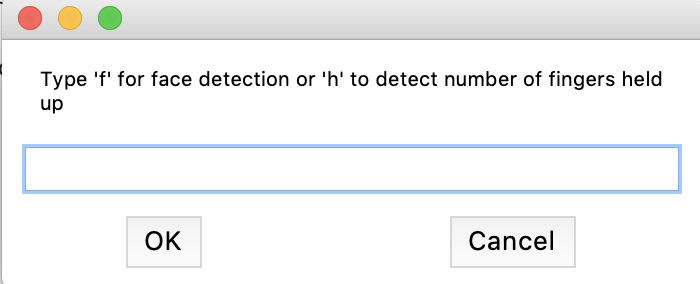 Type 'f' for face detection or 'h' to detect number of fingers held
up
OK
Cancel